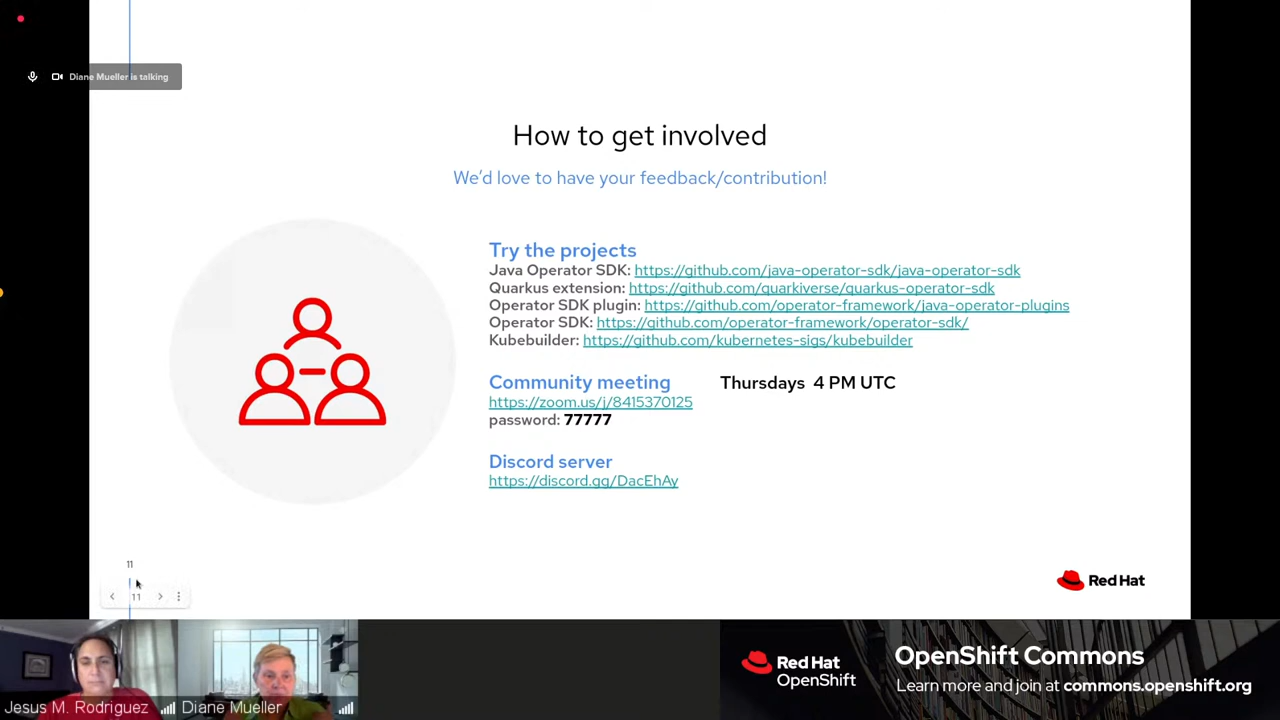 Diane Mueller is talking
How to get involved
We'd love to have your feedback/contribution!
Try the projects
Java Operator SDK: https://github.com/java-operator-sdk/java-operator-sdk
Quarkus extension: https://github.com/quarkiverse/quarkus-operator-sdk
Operator SDK plugin: https://github.com/operator-framework/java-operator-plugins
Operator SDK: https://github.com/operator-framework/operator-sdk/
Kubebuilder: https://github.com/kubernetes-sigs/kubebuilder
Community meeting Thursdays 4 PM UTC
https://zoom.us/j/8415370125
password: 77777
Discord server
https://discord.gg/DacEhAy
11
11
Red Hat
Jesus M. Rodriguez
Diane Mueller
Red Hat
OpenShift
OpenShift Commons
Learn more and join at commons.openshift.org